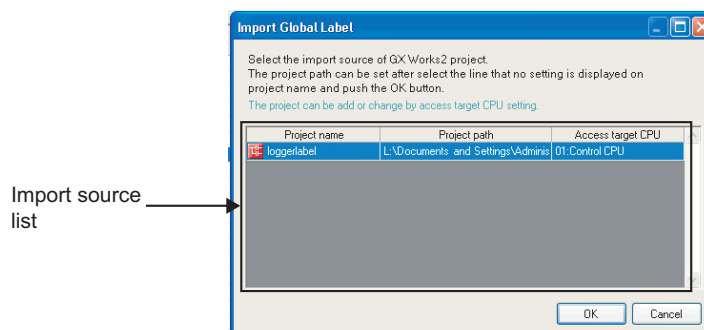 Import Global Label
Select the import source of GX Works2 project.
The project path can be set after select the line that no setting is displayed on
project name and push the OK button.
The project can be add or change by access target CPU setting.
Project name Project path Access target CPU
loggerlabel L:\Documents and Settings\Adminis 01:Control CPU
Import source
list
OK Cancel